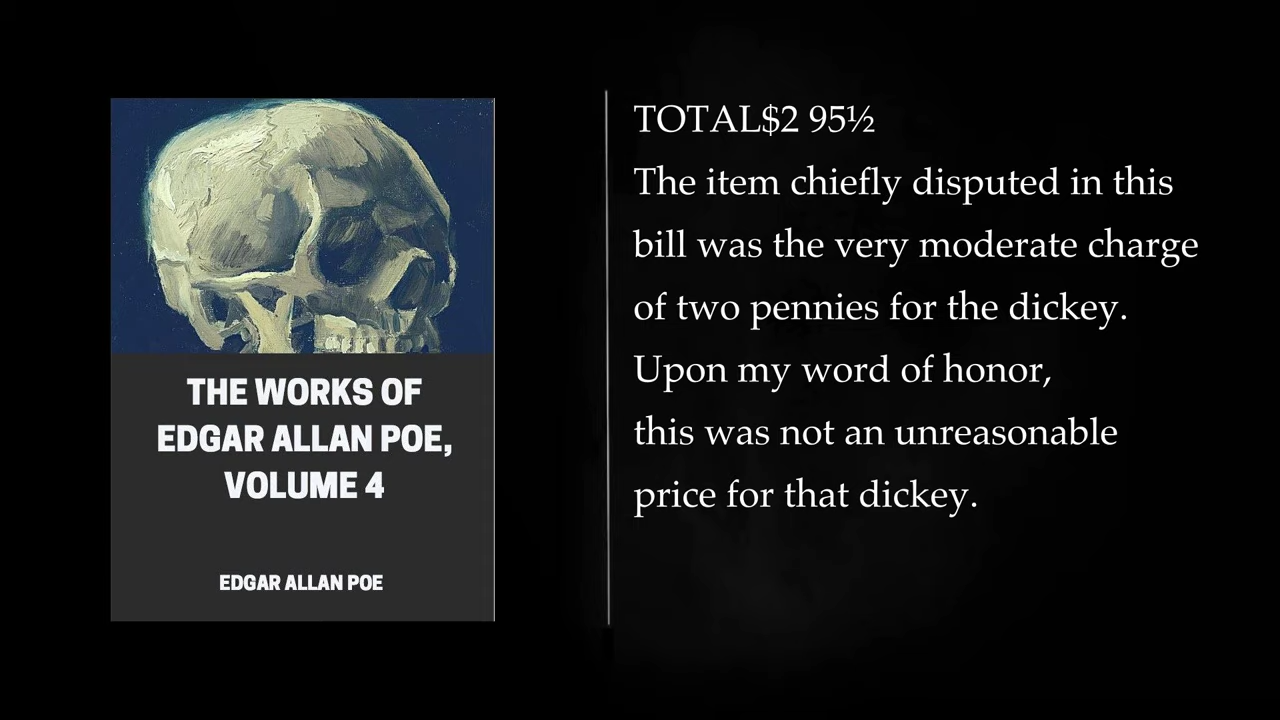 THE WORKS OF
EDGAR ALLAN POE,
VOLUME 4
EDGAR ALLAN POE
TOTAL$2 95½
The item chiefly disputed in this
bill was the very moderate charge
of two pennies for the dickey.
Upon my word of honor,
this was not an unreasonable
price for that dickey.